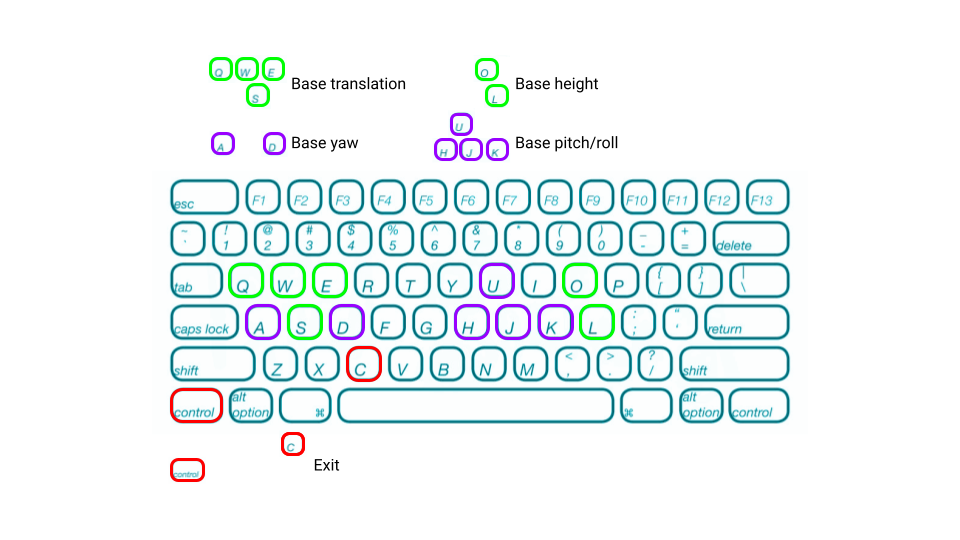 Q W E
S
Base translation
O
L
Base height
A D Base yaw
U
H J K
Base pitch/roll
esc F1 F2 F3 F4 F5 F6 F7 F8 F9 F10 F11 F12 F13
~ ! @ # $ % ^ & * ( ) _ +
` 1 2 3 4 5 6 7 8 9 0 - = delete
tab Q W E R T Y U I O P { [ } ] | \
caps lock A S D F G H J K L : ; " ' return
shift Z X C V B N M < , > . ? / shift
control alt option ⌘ ⌘ alt option control
C
Exit
control